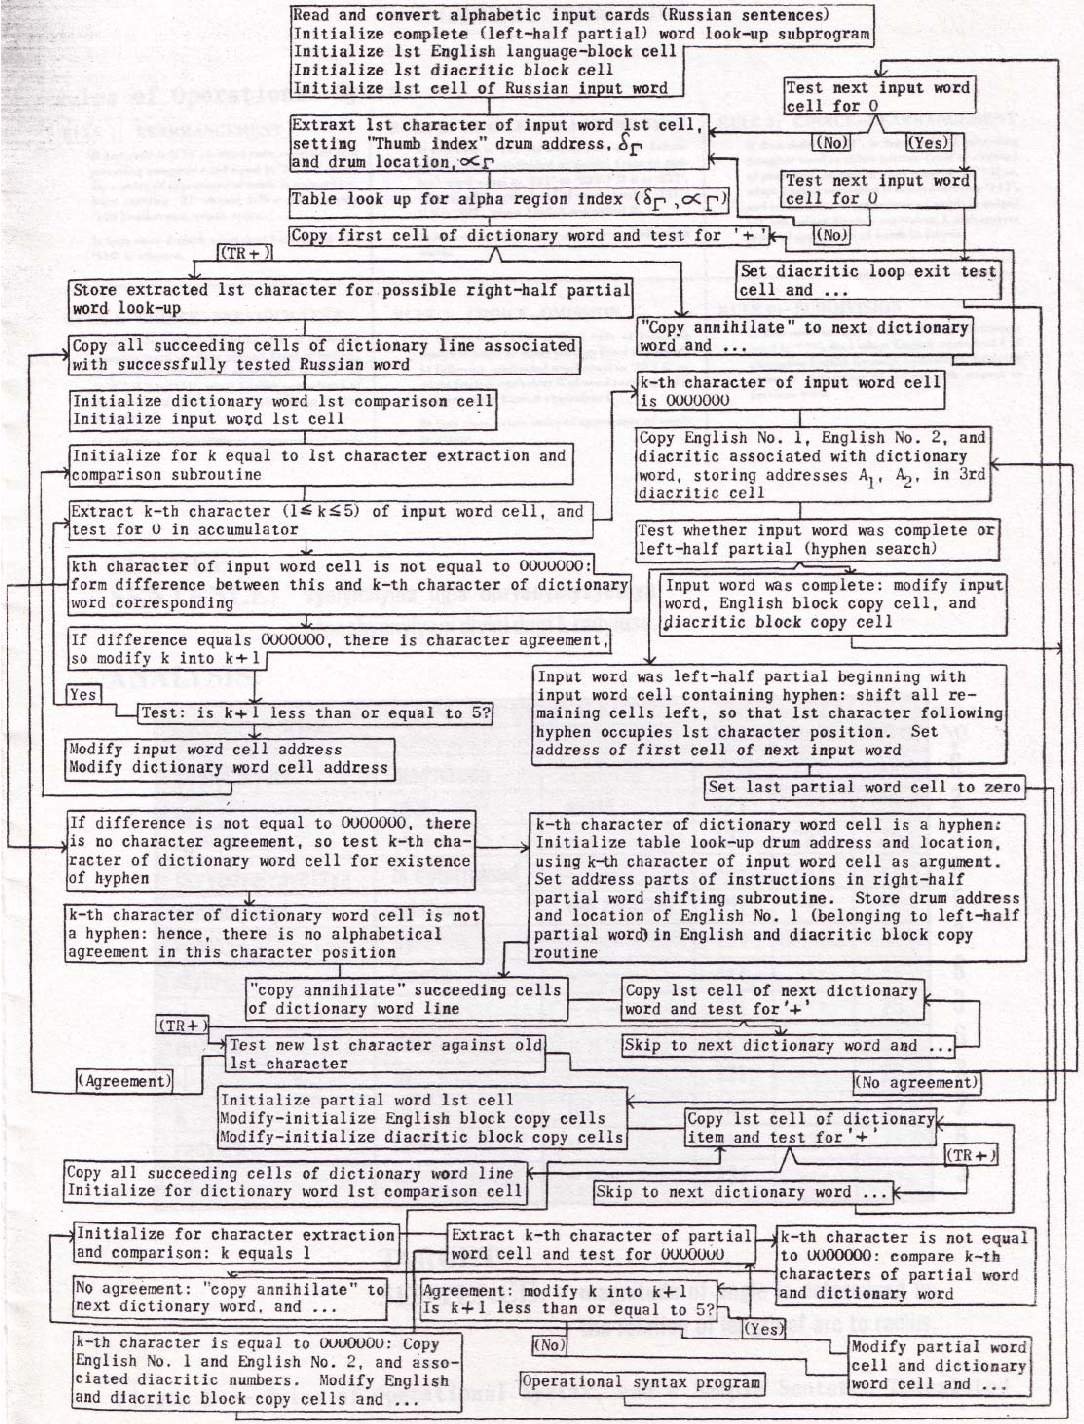 Read and convert alphabetic input cards (Russian sentences)
Initialize complete (left-half partial) word look-up subprogram
Initialize 1st English language-block cell
Initialize 1st diacritic block cell
Initialize 1st cell of Russian input word
Test next input word
cell for 0
Extraxt 1st character of input word 1st cell,
setting "Thumb index" drum address, δΓ
and drum location, ∝Γ
(No)
(Yes)
Test next input word
cell for 0
Table look up for alpha region index (δΓ ,∝Γ)
Copy first cell of dictionary word and test for '+'
(No)
(TR+)
Set diacritic loop exit test
cell and ...
Store extracted 1st character for possible right-half partial
word look-up
"Copy annihilate" to next dictionary
word and ...
Copy all succeeding cells of dictionary line associated
with successfully tested Russian word
k-th character of input word cell
is 0000000
Initialize dictionary word 1st comparison cell
Initialize input word 1st cell
Copy English No. 1, English No. 2, and
diacritic associated with dictionary
word, storing addresses A1, A2, in 3rd
diacritic cell
Initialize for k equal to 1st character extraction and
comparison subroutine
Extract k-th character (1≤k≤5) of input word cell, and
test for 0 in accumulator
Test whether input word was complete or
left-half partial (hyphen search)
kth character of input word cell is not equal to 0000000:
form difference between this and k-th character of dictionary
word corresponding
Input word was complete: modify input
word, English block copy cell, and
diacritic block copy cell
If difference equals 0000000, there is character agreement,
so modify k into k+1
Input word was left-half partial beginning with
input word cell containing hyphen: shift all re-
maining cells left, so that 1st character following
hyphen occupies 1st character position. Set
address of first cell of next input word
Yes
Test: is k+1 less than or equal to 5?
Modify input word cell address
Modify dictionary word cell address
Set last partial word cell to zero
If difference is not equal to 0000000, there
is no character agreement, so test k-th cha-
racter of dictionary word cell for existence
of hyphen
k-th character of dictionary word cell is a hyphen:
Initialize table look-up drum address and location,
using k-th character of input word cell as argument.
Set address parts of instructions in right-half
partial word shifting subroutine. Store drum address
and location of English No. 1 (belonging to left-half
partial word) in English and diacritic block copy
routine
k-th character of dictionary word cell is not
a hyphen: hence, there is no alphabetical
agreement in this character position
"copy annihilate" succeeding cells
of dictionary word line
Copy 1st cell of next dictionary
word and test for '+'
(TR+)
Test new 1st character against old
1st character
Skip to next dictionary word and ...
(Agreement)
(No agreement)
Initialize partial word 1st cell
Modify-initialize English block copy cells
Modify-initialize diacritic block copy cells
Copy 1st cell of dictionary
item and test for '+'
(TR+)
Copy all succeeding cells of dictionary word line
Initialize for dictionary word 1st comparison cell
Skip to next dictionary word ...
Initialize for character extraction
and comparison: k equals 1
Extract k-th character of partial
word cell and test for 0000000
k-th character is not equal
to 0000000: compare k-th
characters of partial word
and dictionary word
No agreement: "copy annihilate" to
next dictionary word, and ...
Agreement: modify k into k+1
Is k+1 less than or equal to 5?
(Yes)
(No)
k-th character is equal to 0000000: Copy
English No. 1 and English No. 2, and asso-
ciated diacritic numbers. Modify English
and diacritic block copy cells and ...
Modify partial word
cell and dictionary
word cell and ...
Operational syntax program